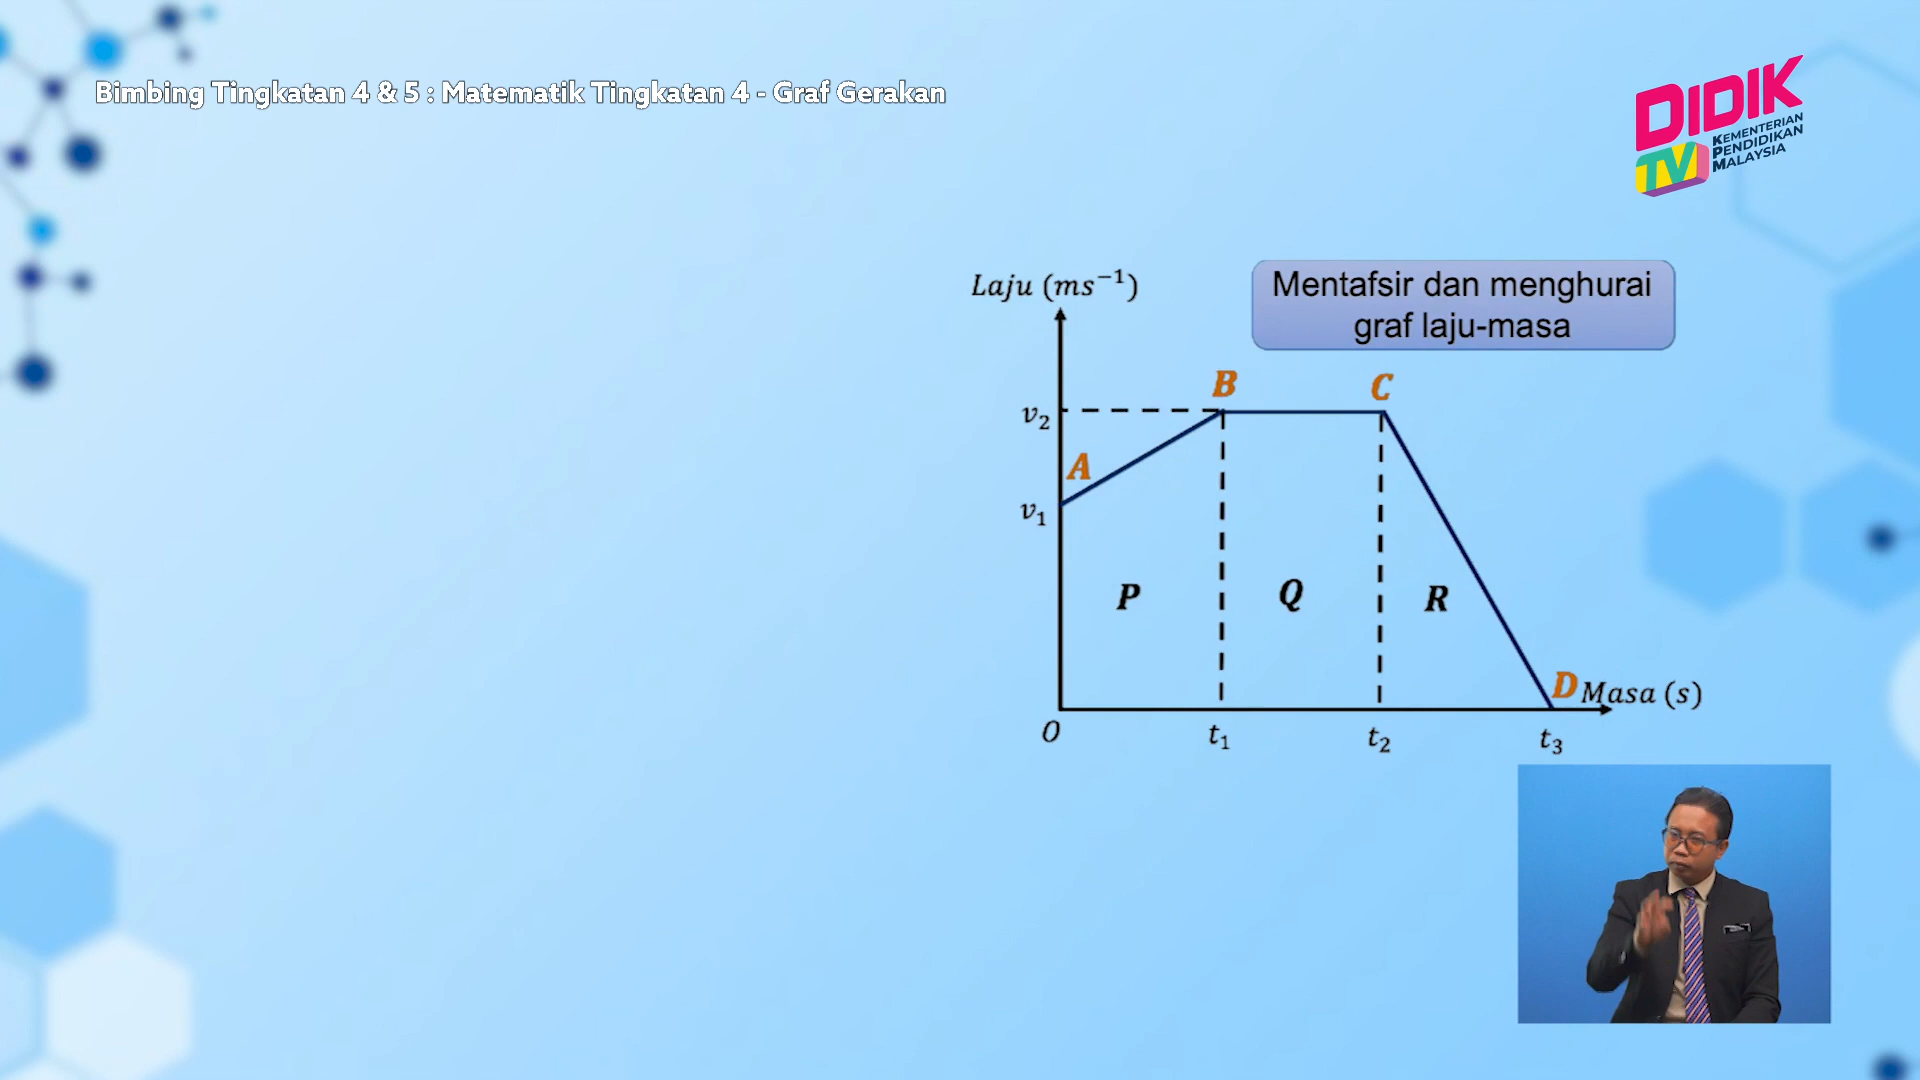 Bimbing Tingkatan 4 & 5 : Matematik Tingkatan 4 - Graf Gerakan
DIDIK
TV
KEMENTERIAN
PENDIDIKAN
MALAYSIA
Laju (ms⁻¹)
Mentafsir dan menghurai
graf laju-masa
B
C
v₂
A
v₁
P
Q
R
D
Masa (s)
O
t₁
t₂
t₃